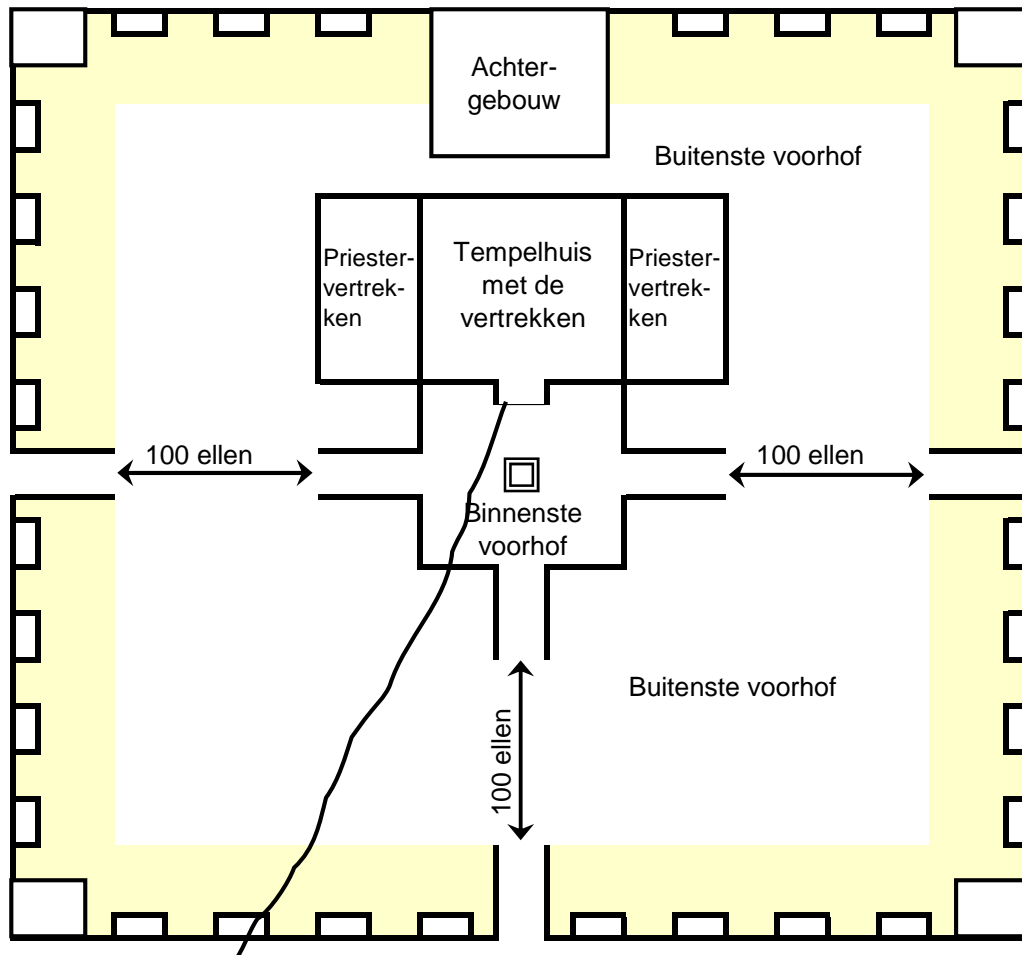 Achter-
gebouw
Buitenste voorhof
Priester-
vertrek-
ken
Tempelhuis
met de
vertrekken
Priester-
vertrek-
ken
100 ellen
100 ellen
Binnenste
voorhof
Buitenste voorhof
100 ellen